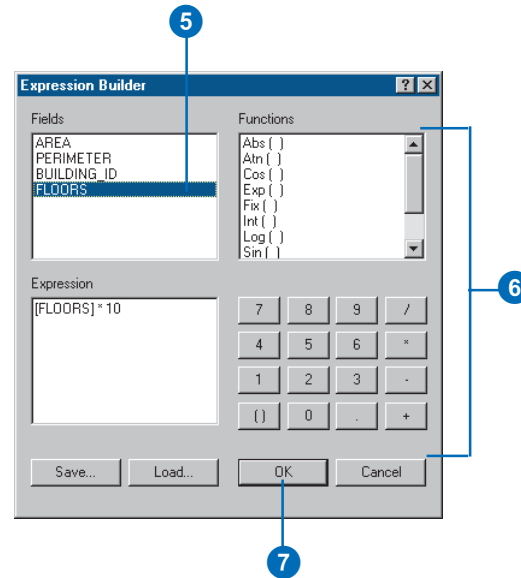 5
Expression Builder
? X
Fields
AREA
PERIMETER
BUILDING_ID
FLOORS
Functions
Abs ( )
Atn ( )
Cos ( )
Exp ( )
Fix ( )
Int ( )
Log ( )
Sin ( )
6
Expression
[FLOORS] * 10
7 8 9 /
4 5 6 *
1 2 3 -
( ) 0 . +
Save... Load... OK Cancel
7